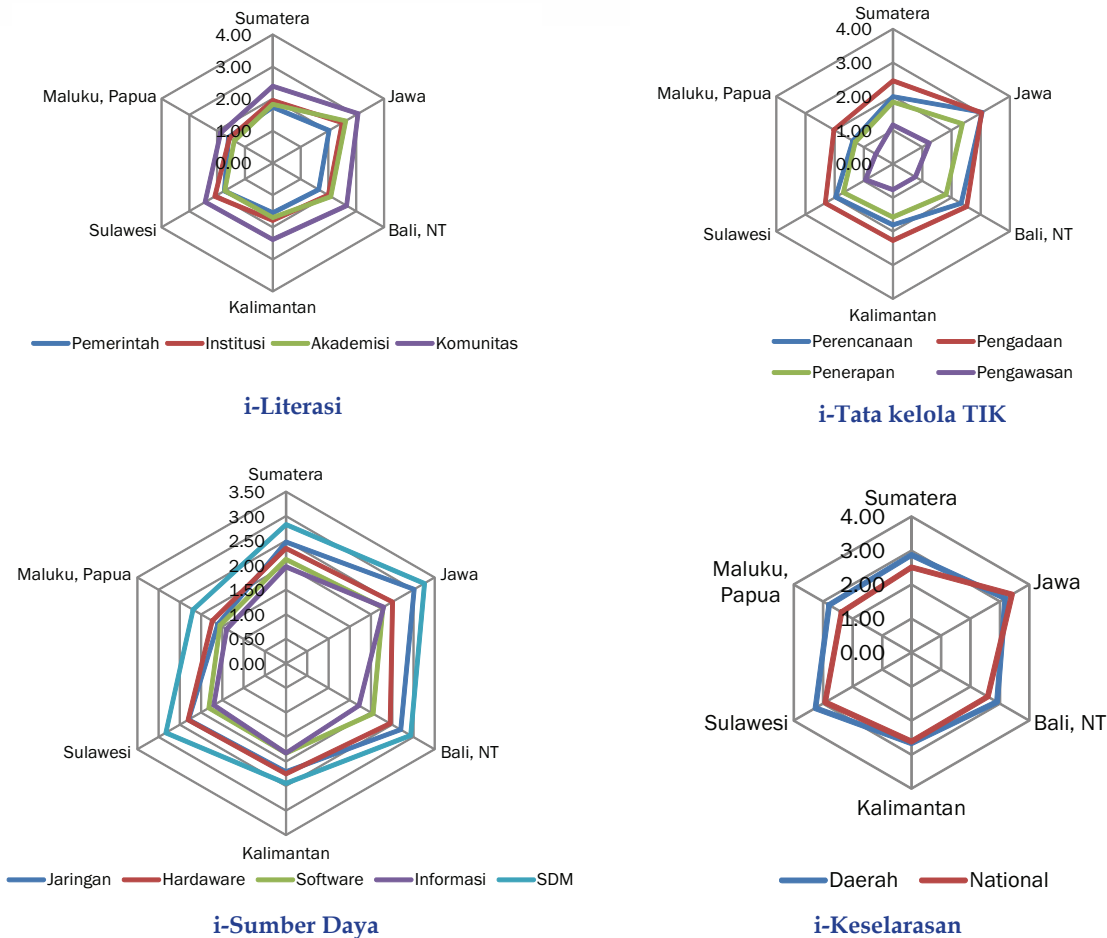 Sumatera
4.00
3.00
2.00
1.00
0.00
Maluku, Papua
Jawa
Sulawesi
Bali, NT
Kalimantan
Pemerintah Institusi Akademisi Komunitas
i-Literasi
Sumatera
4.00
3.00
2.00
1.00
0.00
Maluku, Papua
Jawa
Sulawesi
Bali, NT
Kalimantan
Perencanaan Pengadaan
Penerapan Pengawasan
i-Tata kelola TIK
Sumatera
3.50
3.00
2.50
2.00
1.50
1.00
0.50
0.00
Maluku, Papua
Jawa
Sulawesi
Bali, NT
Kalimantan
Jaringan Hardaware Software Informasi SDM
i-Sumber Daya
Sumatera
4.00
3.00
2.00
1.00
0.00
Maluku,
Papua
Jawa
Sulawesi
Bali, NT
Kalimantan
Daerah National
i-Keselarasan